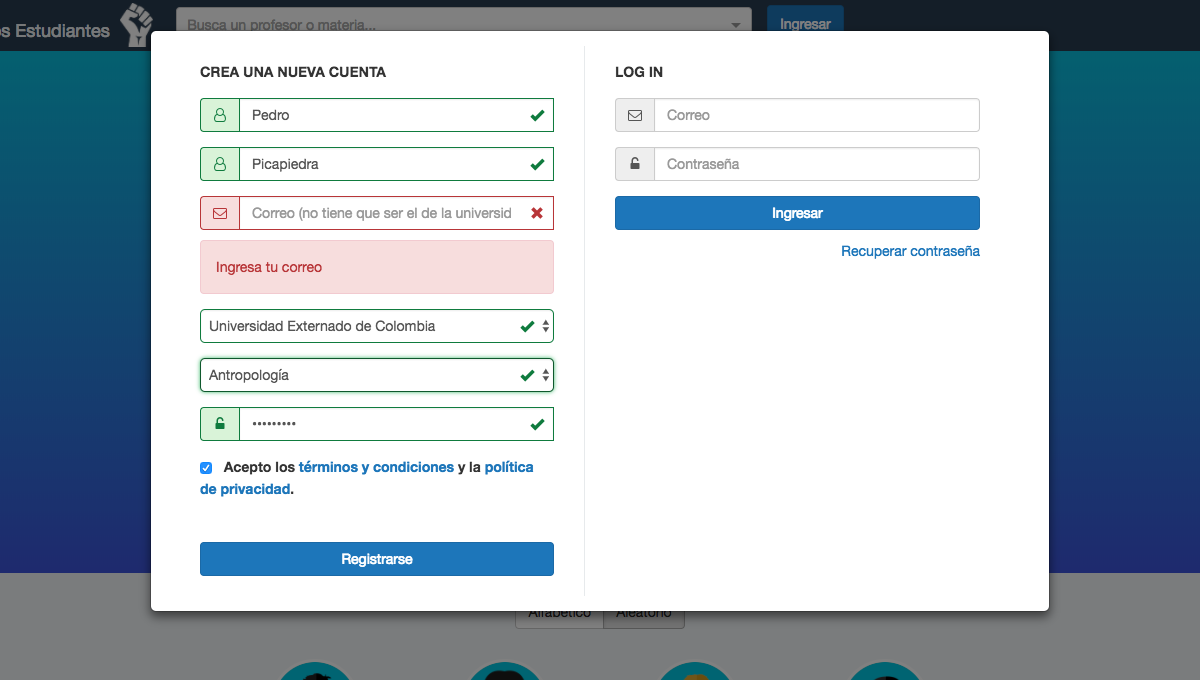 s Estudiantes
Busca un profesor o materia...
Ingresar
CREA UNA NUEVA CUENTA
Pedro
Picapiedra
Correo (no tiene que ser el de la universid
Ingresa tu correo
Universidad Externado de Colombia
Antropología
•••••••••
Acepto los términos y condiciones y la política
de privacidad.
Registrarse
LOG IN
Correo
Contraseña
Ingresar
Recuperar contraseña
Alfabético
Aleatorio